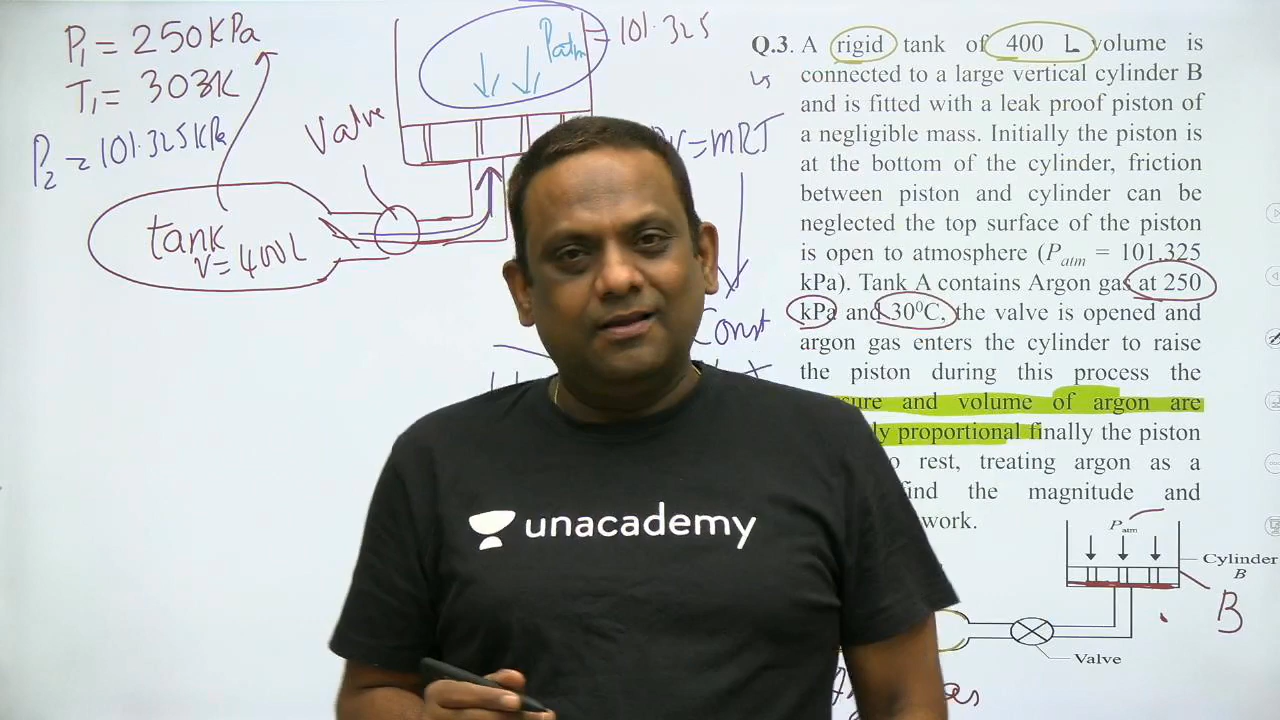 P1 = 250KPa
T1 = 303K
P2 = 101.325KPa
Valve
Patm
= 101.325
tank
v = 400L
= mRT
Const
unacademy
Q.3. A rigid tank of 400 L volume is
connected to a large vertical cylinder B
and is fitted with a leak proof piston of
a negligible mass. Initially the piston is
at the bottom of the cylinder, friction
between piston and cylinder can be
neglected the top surface of the piston
is open to atmosphere (Patm = 101.325
kPa). Tank A contains Argon gas at 250
kPa and 30⁰C, the valve is opened and
argon gas enters the cylinder to raise
the piston during this process the
and volume of argon are
proportional finally the piston
rest, treating argon as a
find the magnitude and
work.
Patm
Cylinder
B
B
Valve